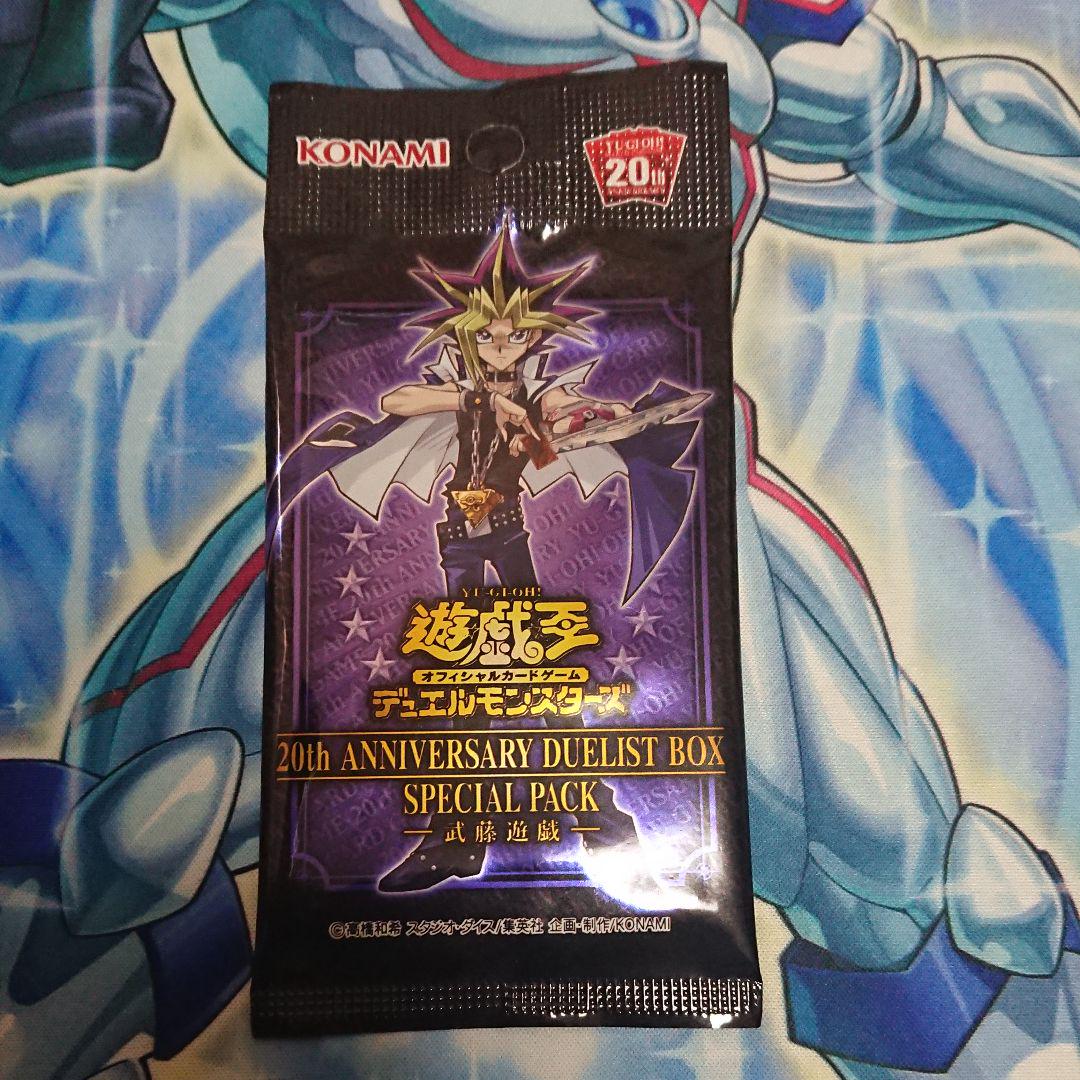 KONAMI
YU-GI-OH!
20th
ANNIVERSARY
YU-GI-OH!
遊戯王
オフィシャルカードゲーム
デュエルモンスターズ
20th ANNIVERSARY DUELIST BOX
SPECIAL PACK
ー武藤遊戯ー
©高橋和希 スタジオ・ダイス/集英社 企画・制作/KONAMI